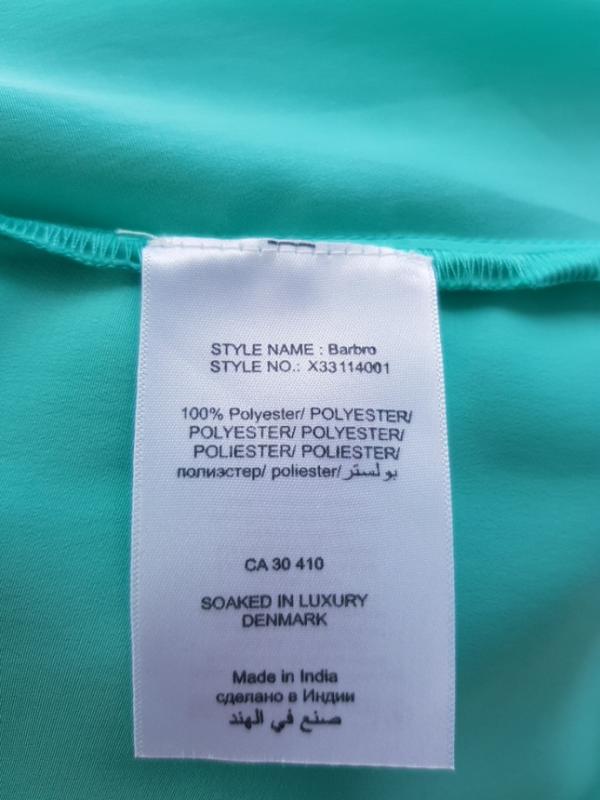 STYLE NAME : Barbro
STYLE NO.: X33114001
100% Polyester/ POLYESTER/
POLYESTER/ POLYESTER/
POLIESTER/ POLIESTER/
полиэстер/ poliester/ بولستر
CA 30 410
SOAKED IN LUXURY
DENMARK
Made in India
сделано в Индии
صنع في الهند